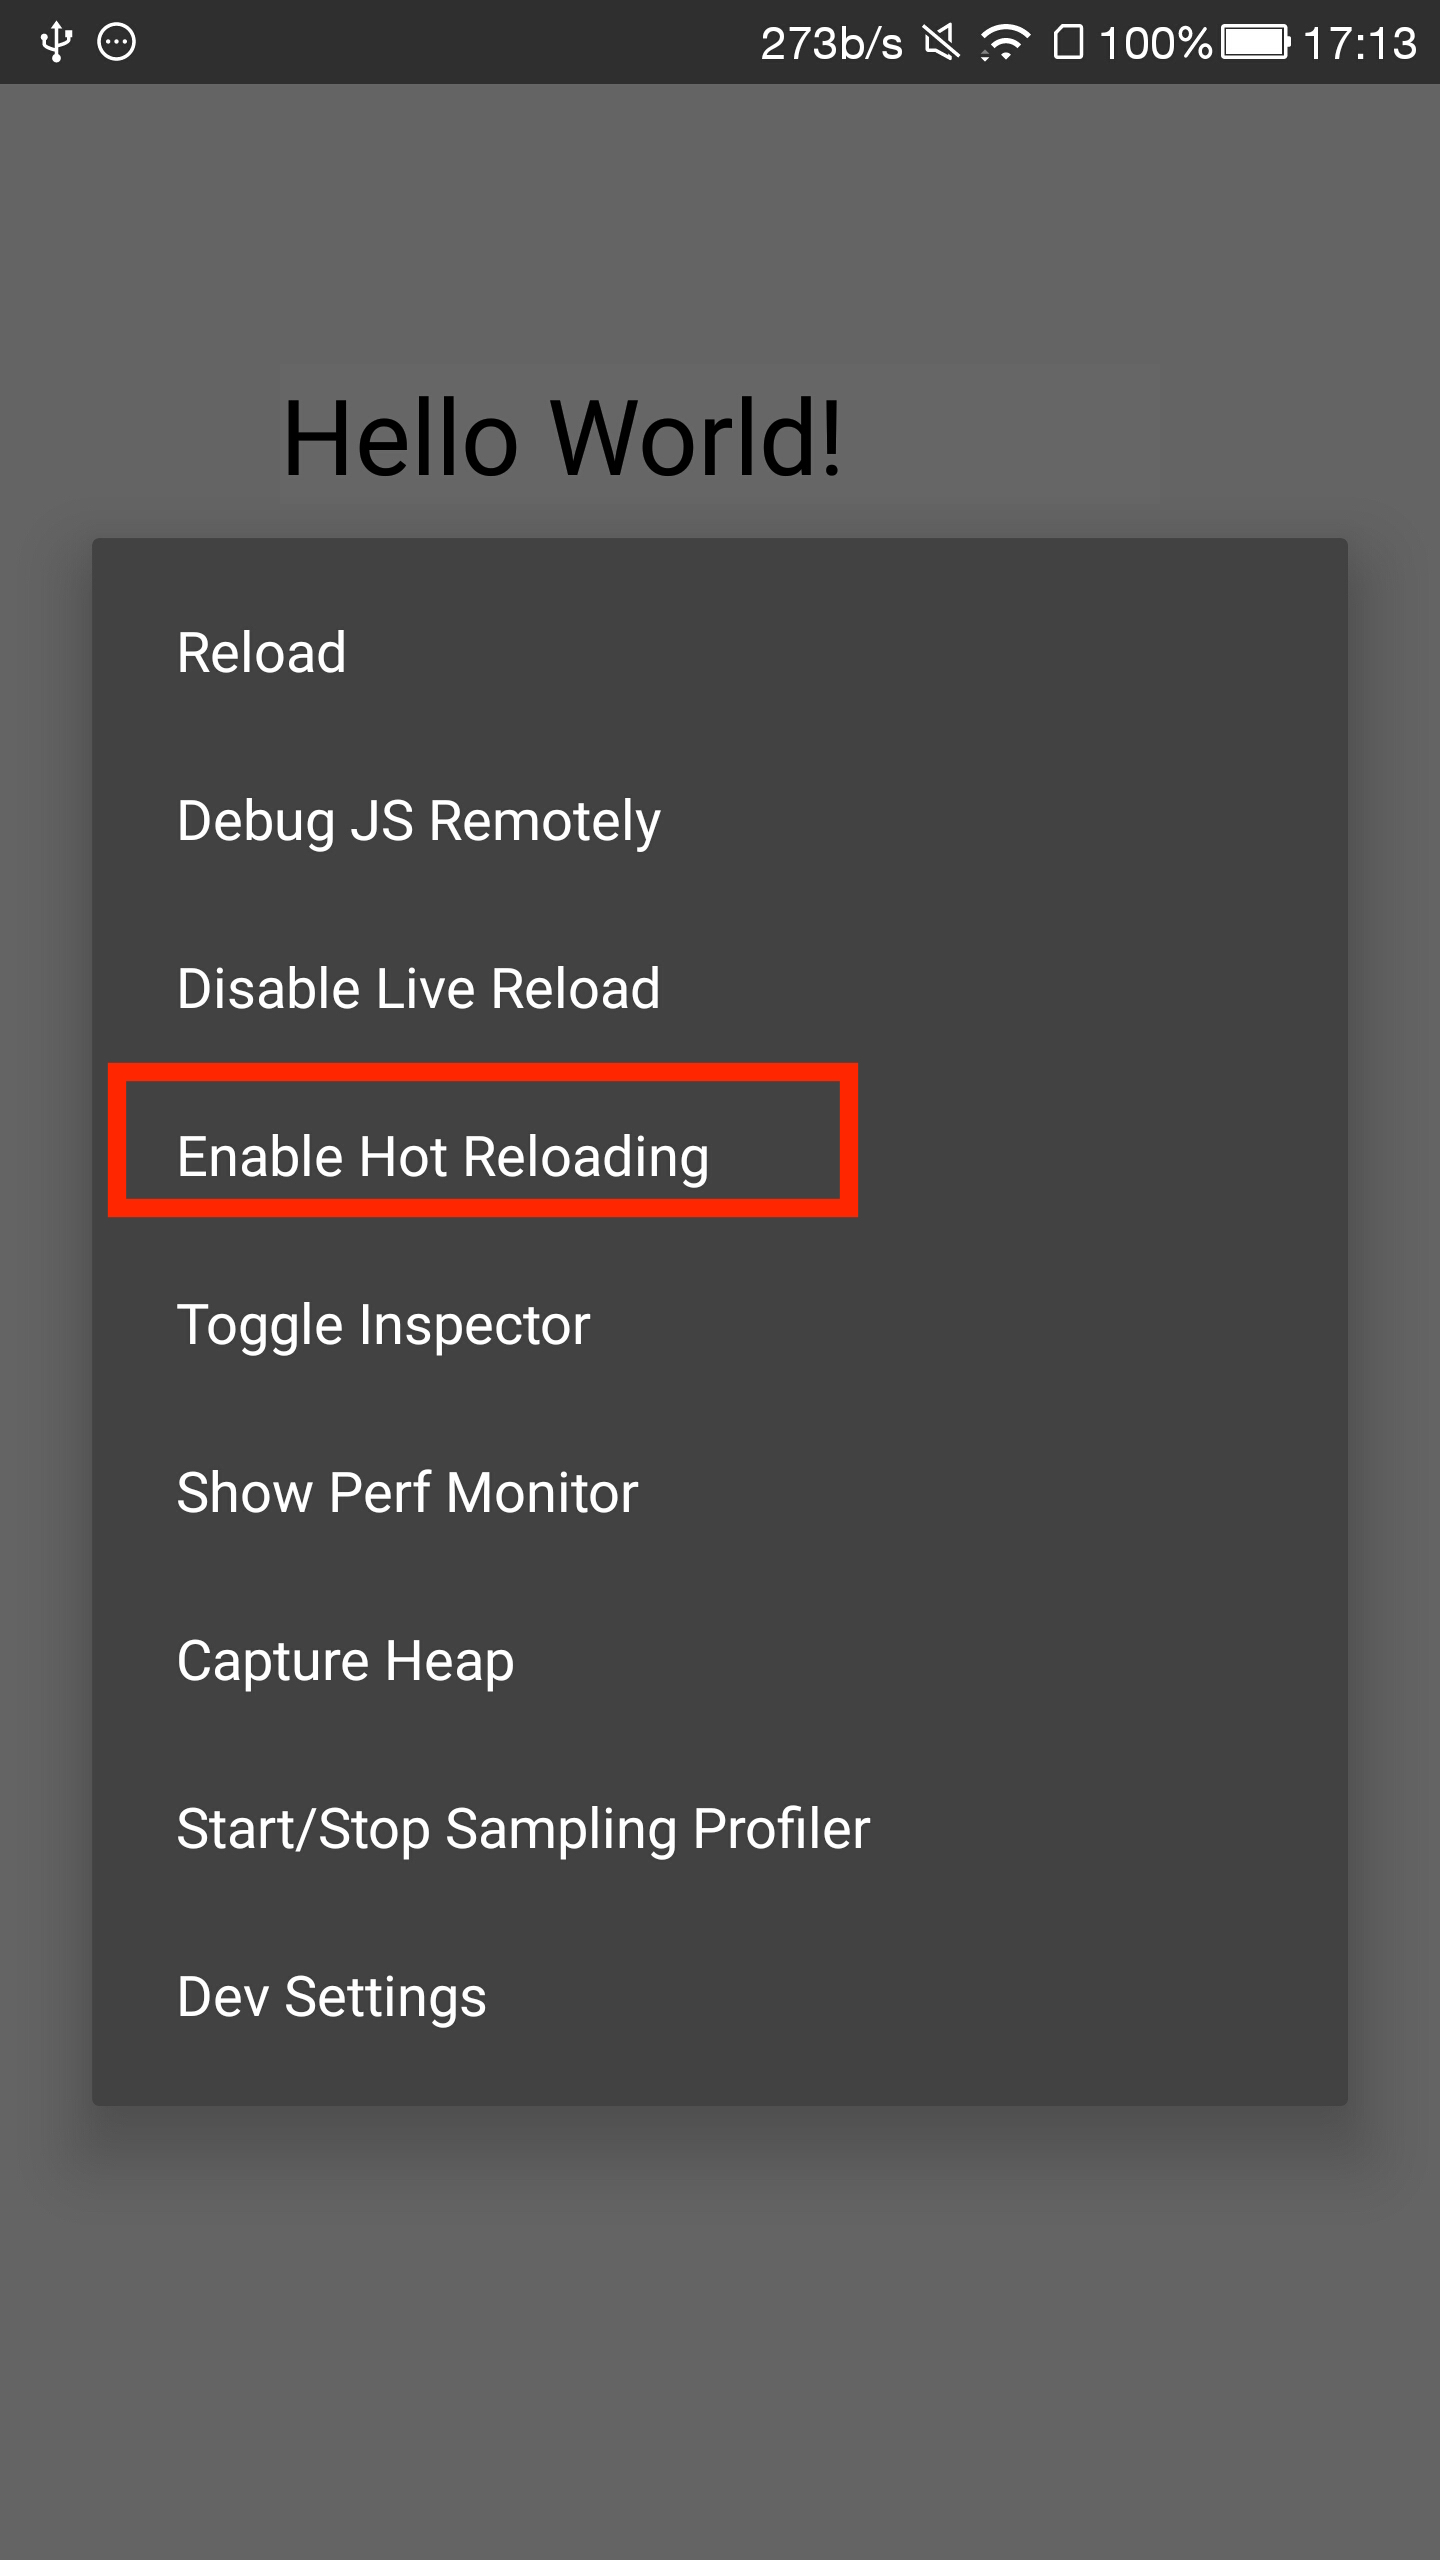 273b/s 100% 17:13
Hello World!
Reload
Debug JS Remotely
Disable Live Reload
Enable Hot Reloading
Toggle Inspector
Show Perf Monitor
Capture Heap
Start/Stop Sampling Profiler
Dev Settings